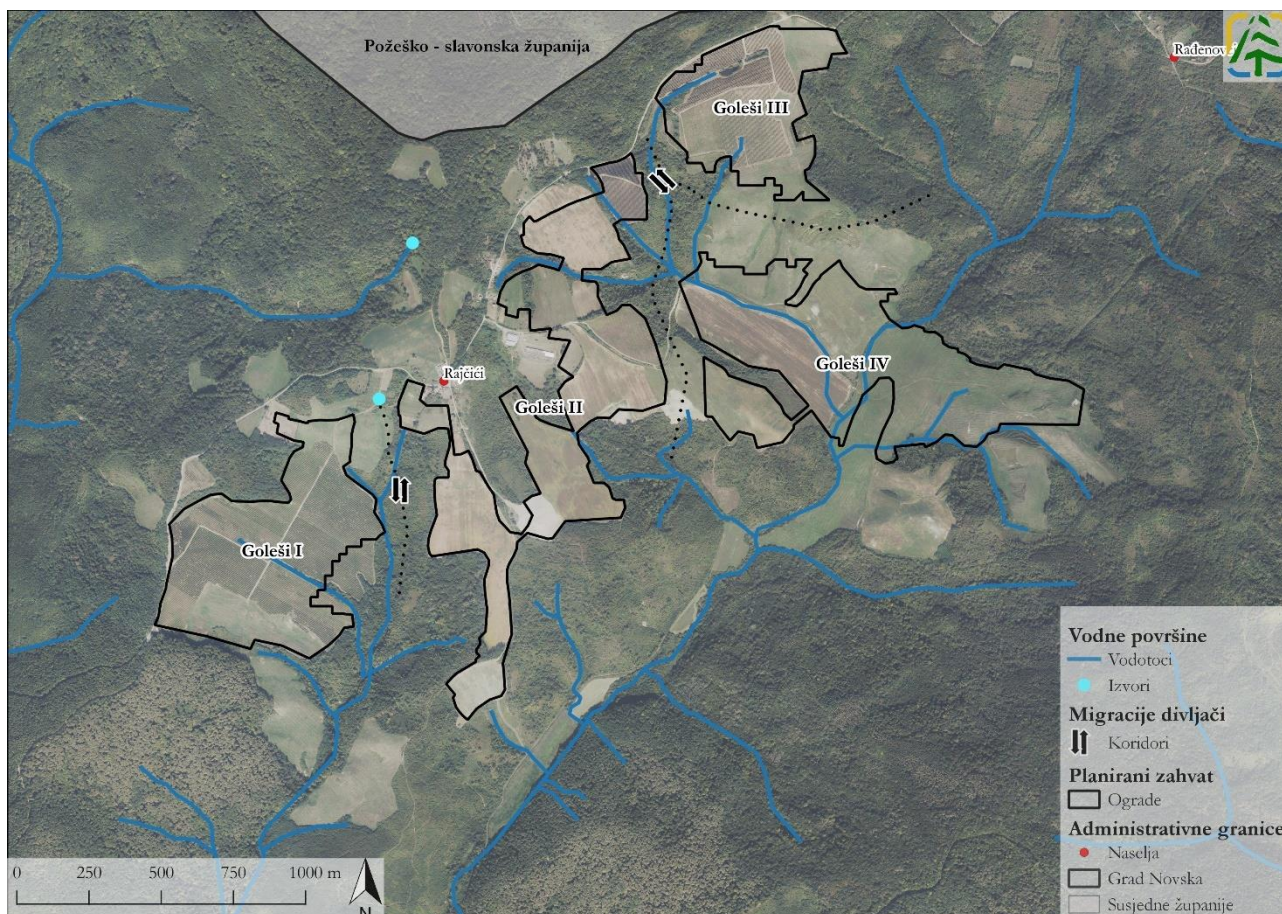 Požeško - slavonska županija
Goleši III
Rajčići
Goleši II
Goleši IV
Goleši I
Vodne površine
Vodotoci
Izvori
Migracije divljači
Koridori
Planirani zahvat
Ograde
Administrativne granice
Naselja
Grad Novska
Susjedne županije
0 250 500 750 1000 m
N